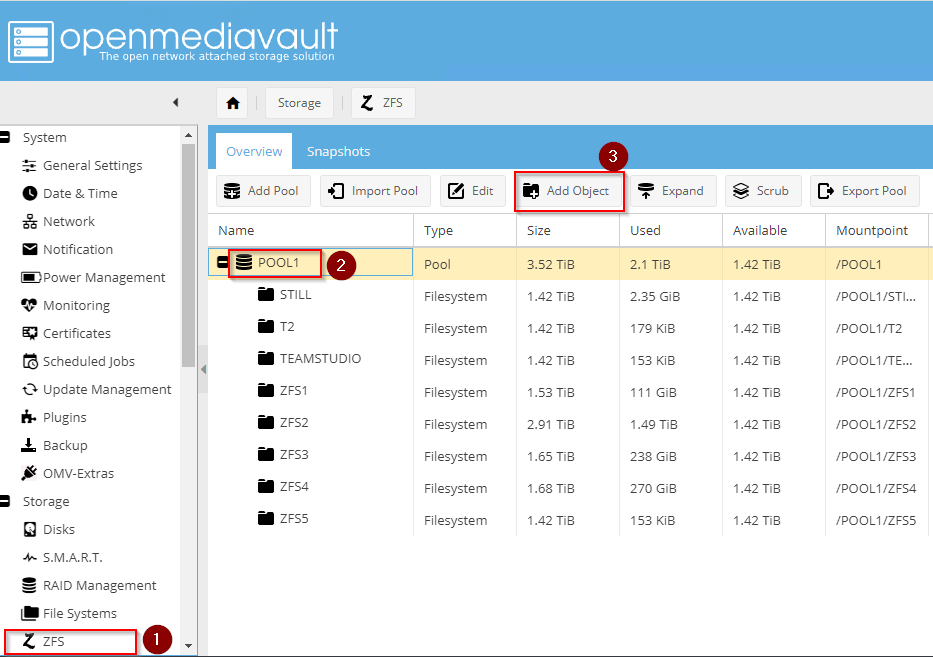 openmediavault
The open network attached storage solution
Storage ZFS
System
General Settings
Date & Time
Network
Notification
Power Management
Monitoring
Certificates
Scheduled Jobs
Update Management
Plugins
Backup
OMV-Extras
Storage
Disks
S.M.A.R.T.
RAID Management
File Systems
ZFS 1
Overview Snapshots
3
Add Pool Import Pool Edit Add Object Expand Scrub Export Pool
Name Type Size Used Available Mountpoint
POOL1 2 Pool 3.52 TiB 2.1 TiB 1.42 TiB /POOL1
STILL Filesystem 1.42 TiB 2.35 GiB 1.42 TiB /POOL1/STI...
T2 Filesystem 1.42 TiB 179 KiB 1.42 TiB /POOL1/T2
TEAMSTUDIO Filesystem 1.42 TiB 153 KiB 1.42 TiB /POOL1/TE...
ZFS1 Filesystem 1.53 TiB 111 GiB 1.42 TiB /POOL1/ZFS1
ZFS2 Filesystem 2.91 TiB 1.49 TiB 1.42 TiB /POOL1/ZFS2
ZFS3 Filesystem 1.65 TiB 238 GiB 1.42 TiB /POOL1/ZFS3
ZFS4 Filesystem 1.68 TiB 270 GiB 1.42 TiB /POOL1/ZFS4
ZFS5 Filesystem 1.42 TiB 153 KiB 1.42 TiB /POOL1/ZFS5